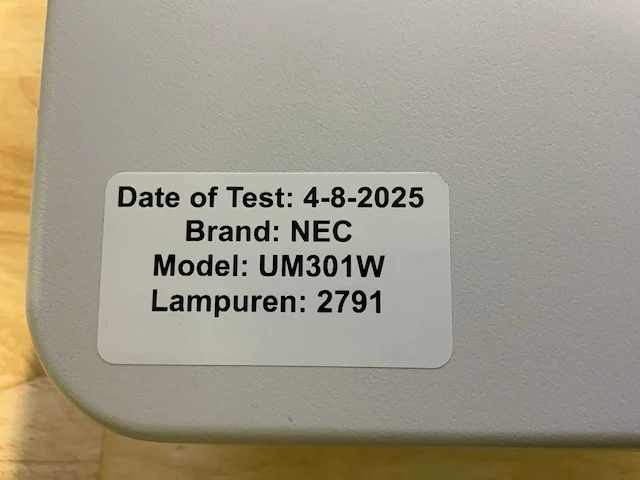 Date of Test: 4-8-2025
Brand: NEC
Model: UM301W
Lampuren: 2791